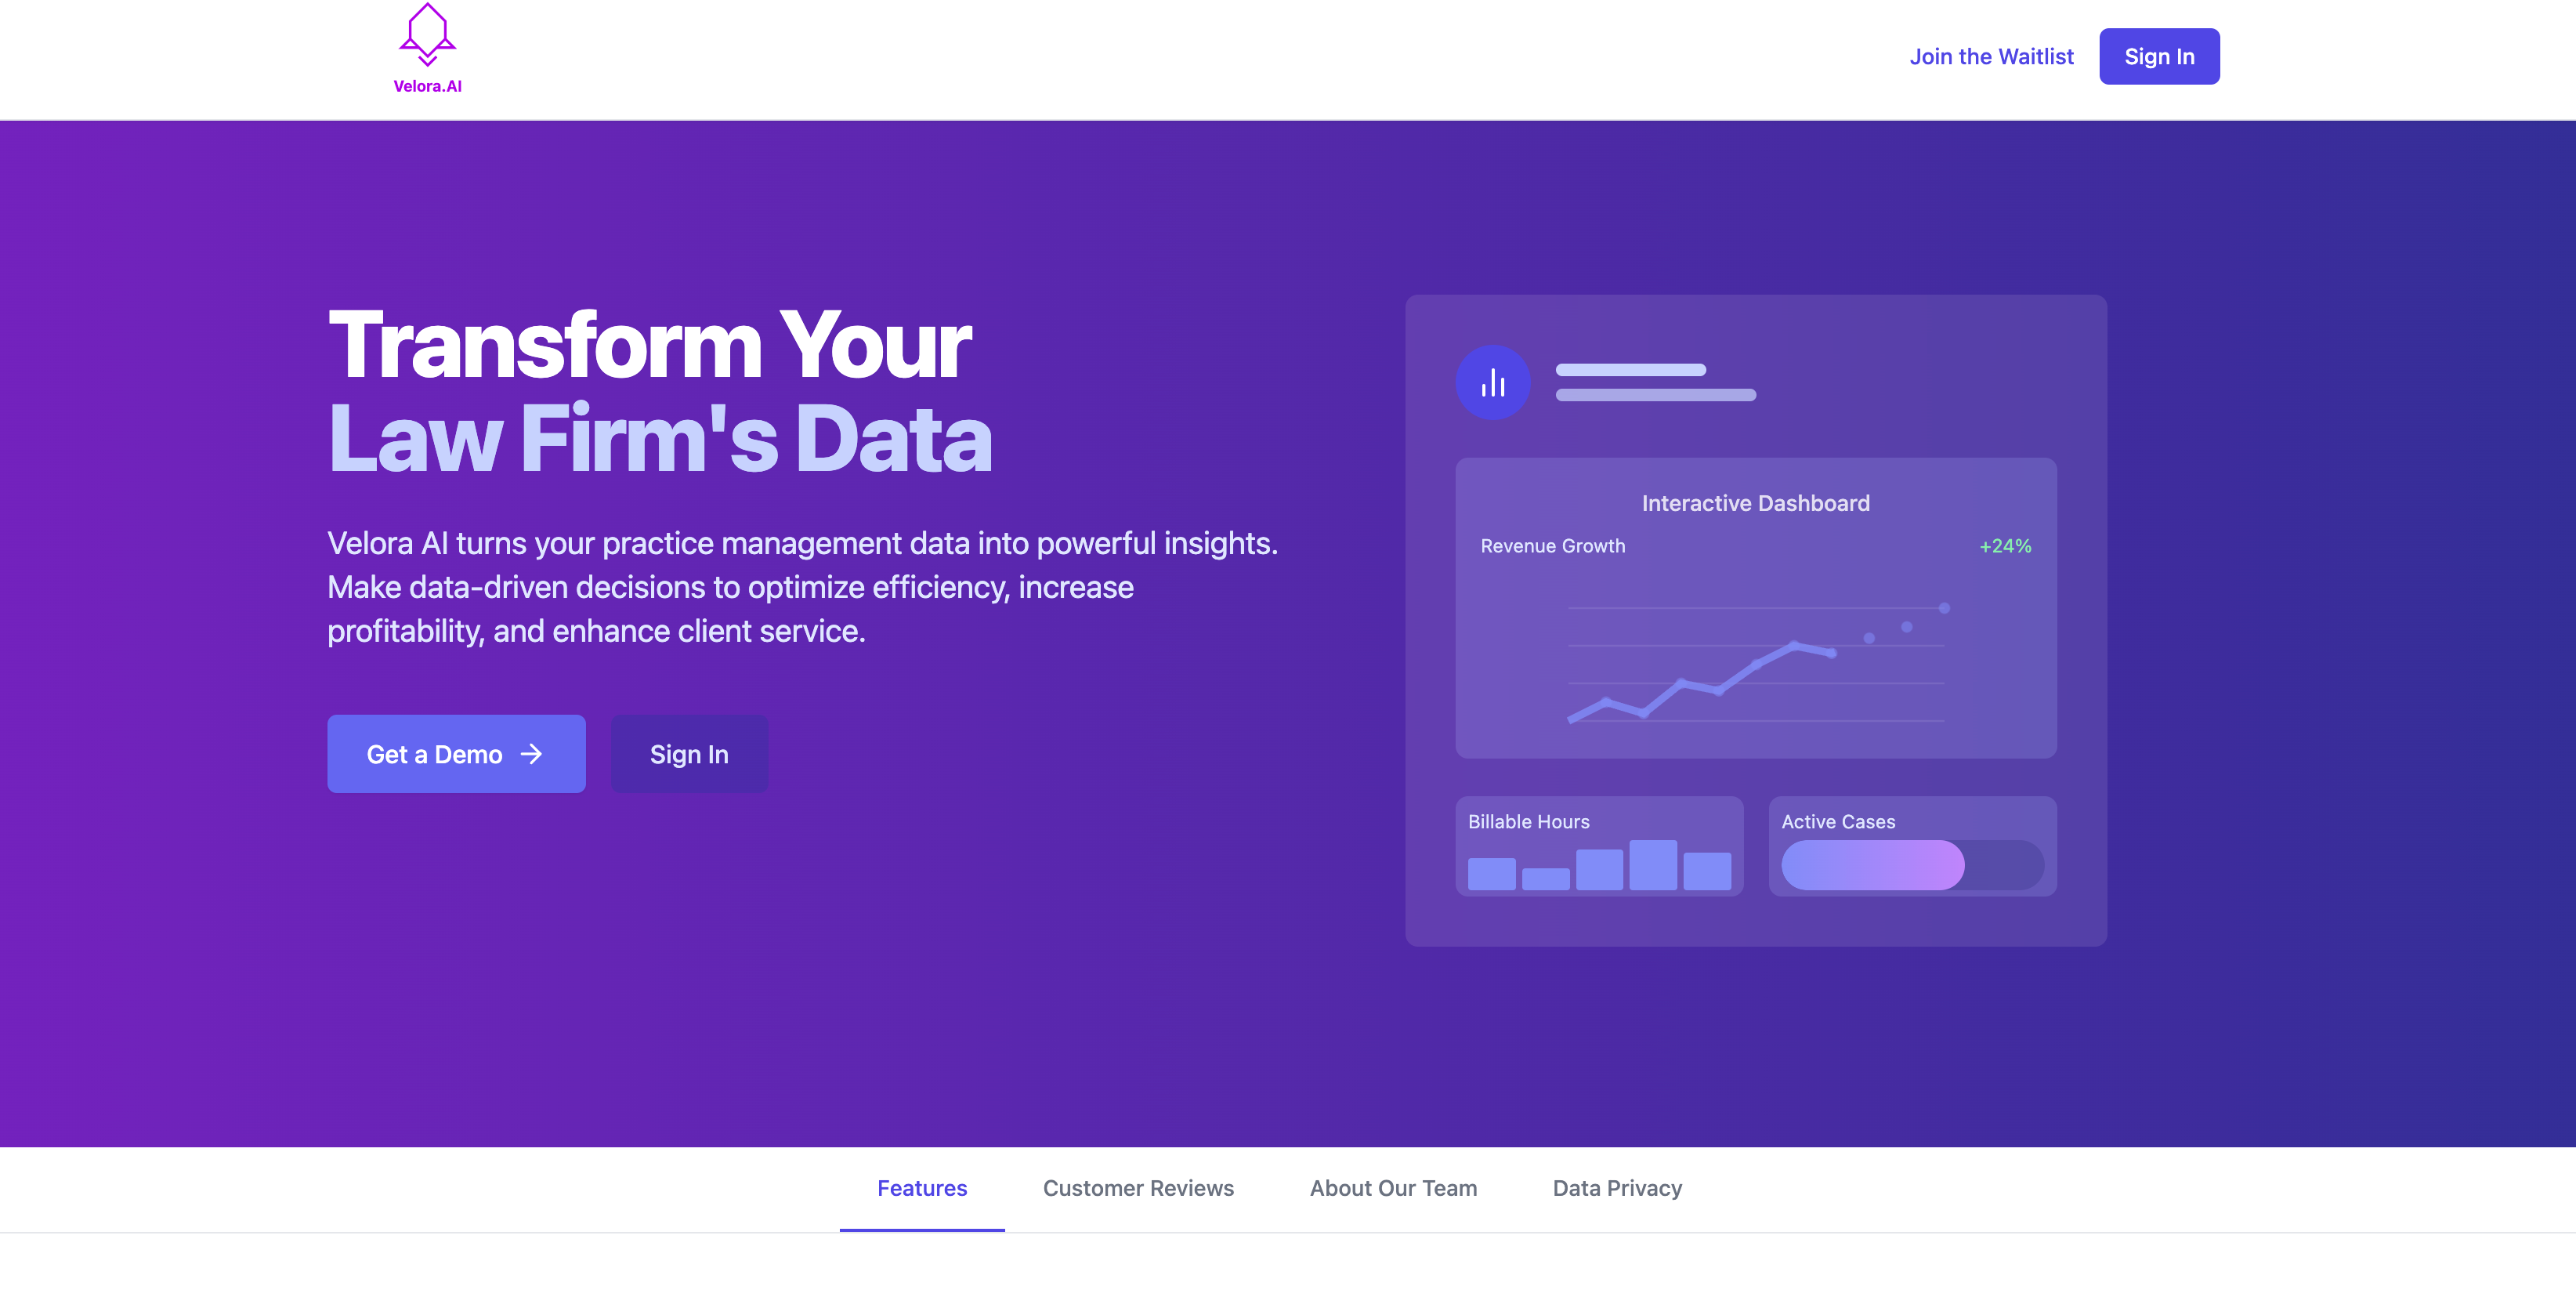 Velora.AI
Join the Waitlist
Sign In
Transform Your
Law Firm's Data
Velora AI turns your practice management data into powerful insights.
Make data-driven decisions to optimize efficiency, increase
profitability, and enhance client service.
Get a Demo →
Sign In
Interactive Dashboard
Revenue Growth
+24%
Billable Hours
Active Cases
Features
Customer Reviews
About Our Team
Data Privacy